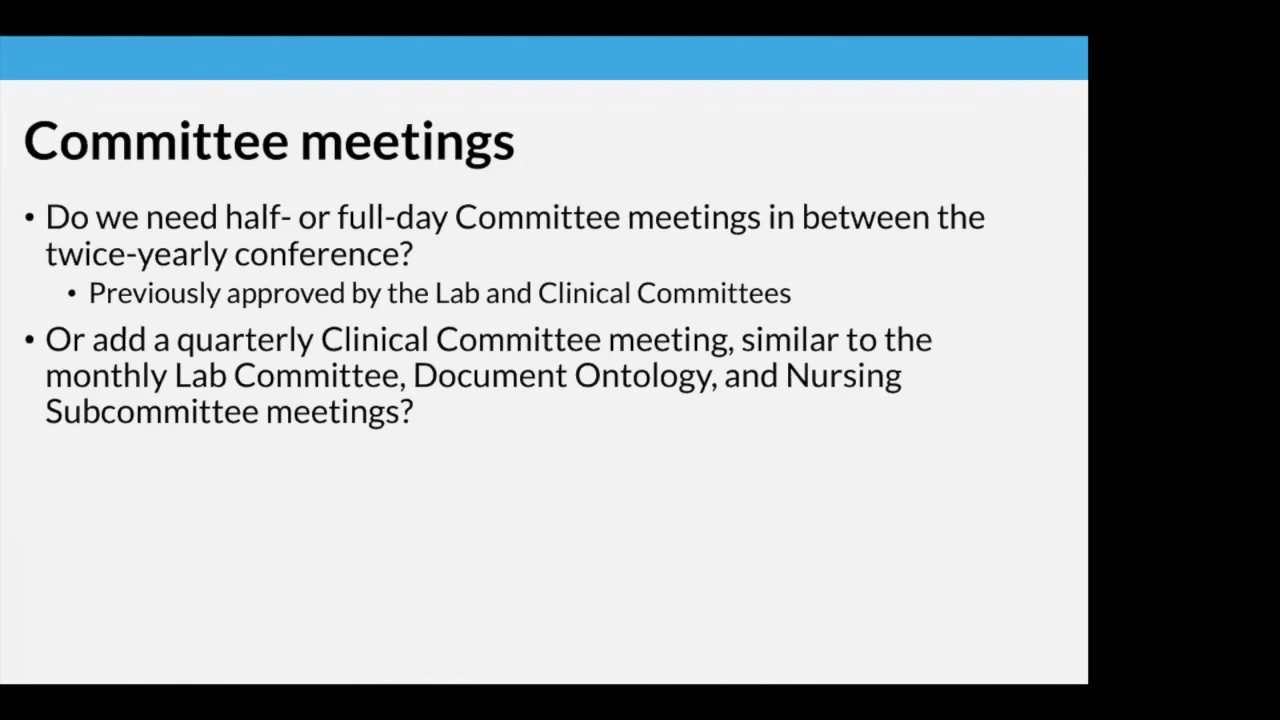 Committee meetings
• Do we need half- or full-day Committee meetings in between the
twice-yearly conference?
• Previously approved by the Lab and Clinical Committees
• Or add a quarterly Clinical Committee meeting, similar to the
monthly Lab Committee, Document Ontology, and Nursing
Subcommittee meetings?